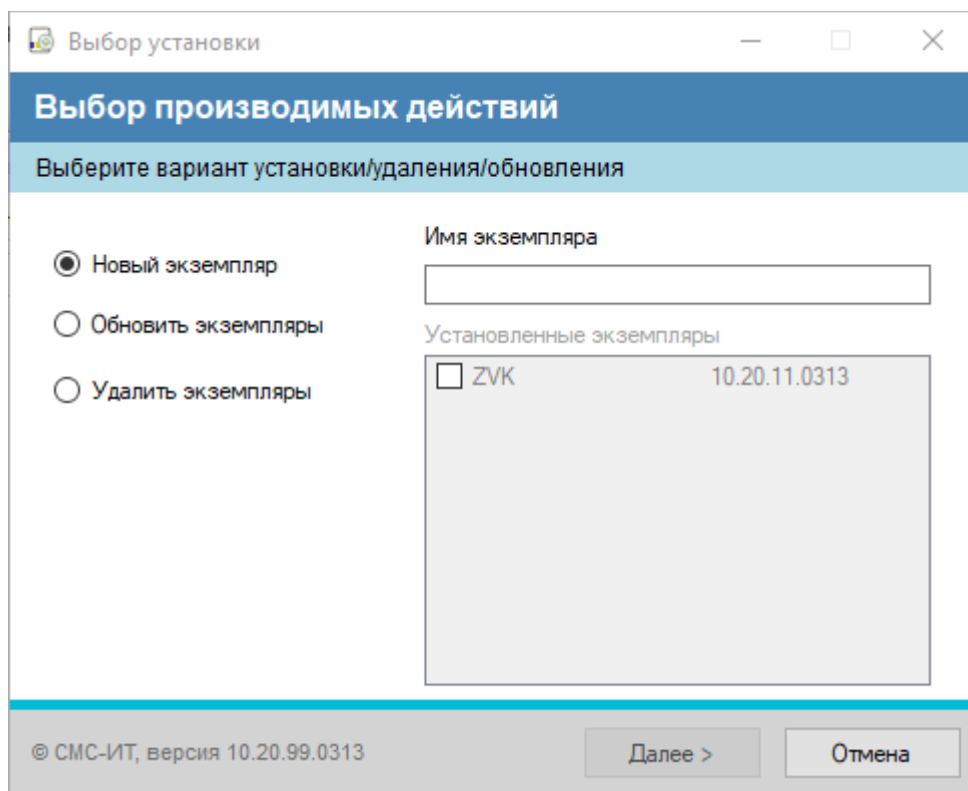 Выбор установки
Выбор производимых действий
Выберите вариант установки/удаления/обновления
Новый экземпляр
Обновить экземпляры
Удалить экземпляры
Имя экземпляра
Установленные экземпляры
ZVK 10.20.11.0313
© СМС-ИТ, версия 10.20.99.0313
Далее >
Отмена